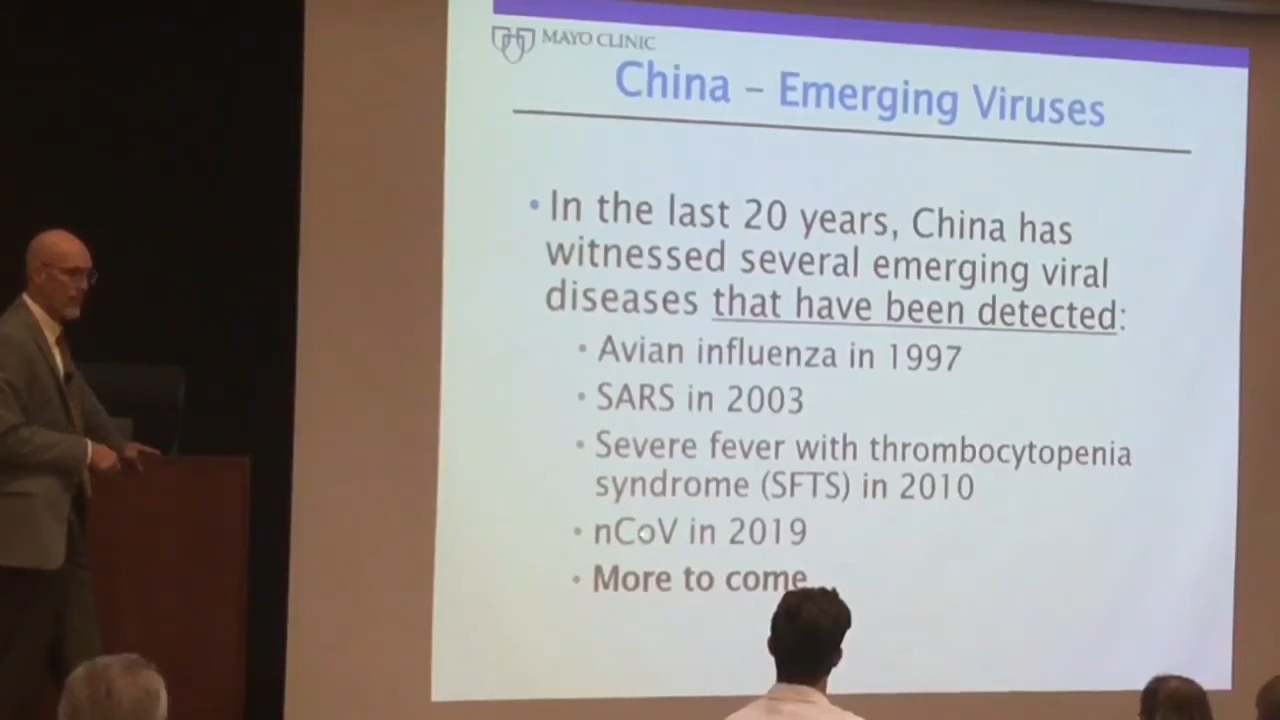 MAYO CLINIC
China – Emerging Viruses
• In the last 20 years, China has
witnessed several emerging viral
diseases that have been detected:
• Avian influenza in 1997
• SARS in 2003
• Severe fever with thrombocytopenia
syndrome (SFTS) in 2010
• nCoV in 2019
• More to come...